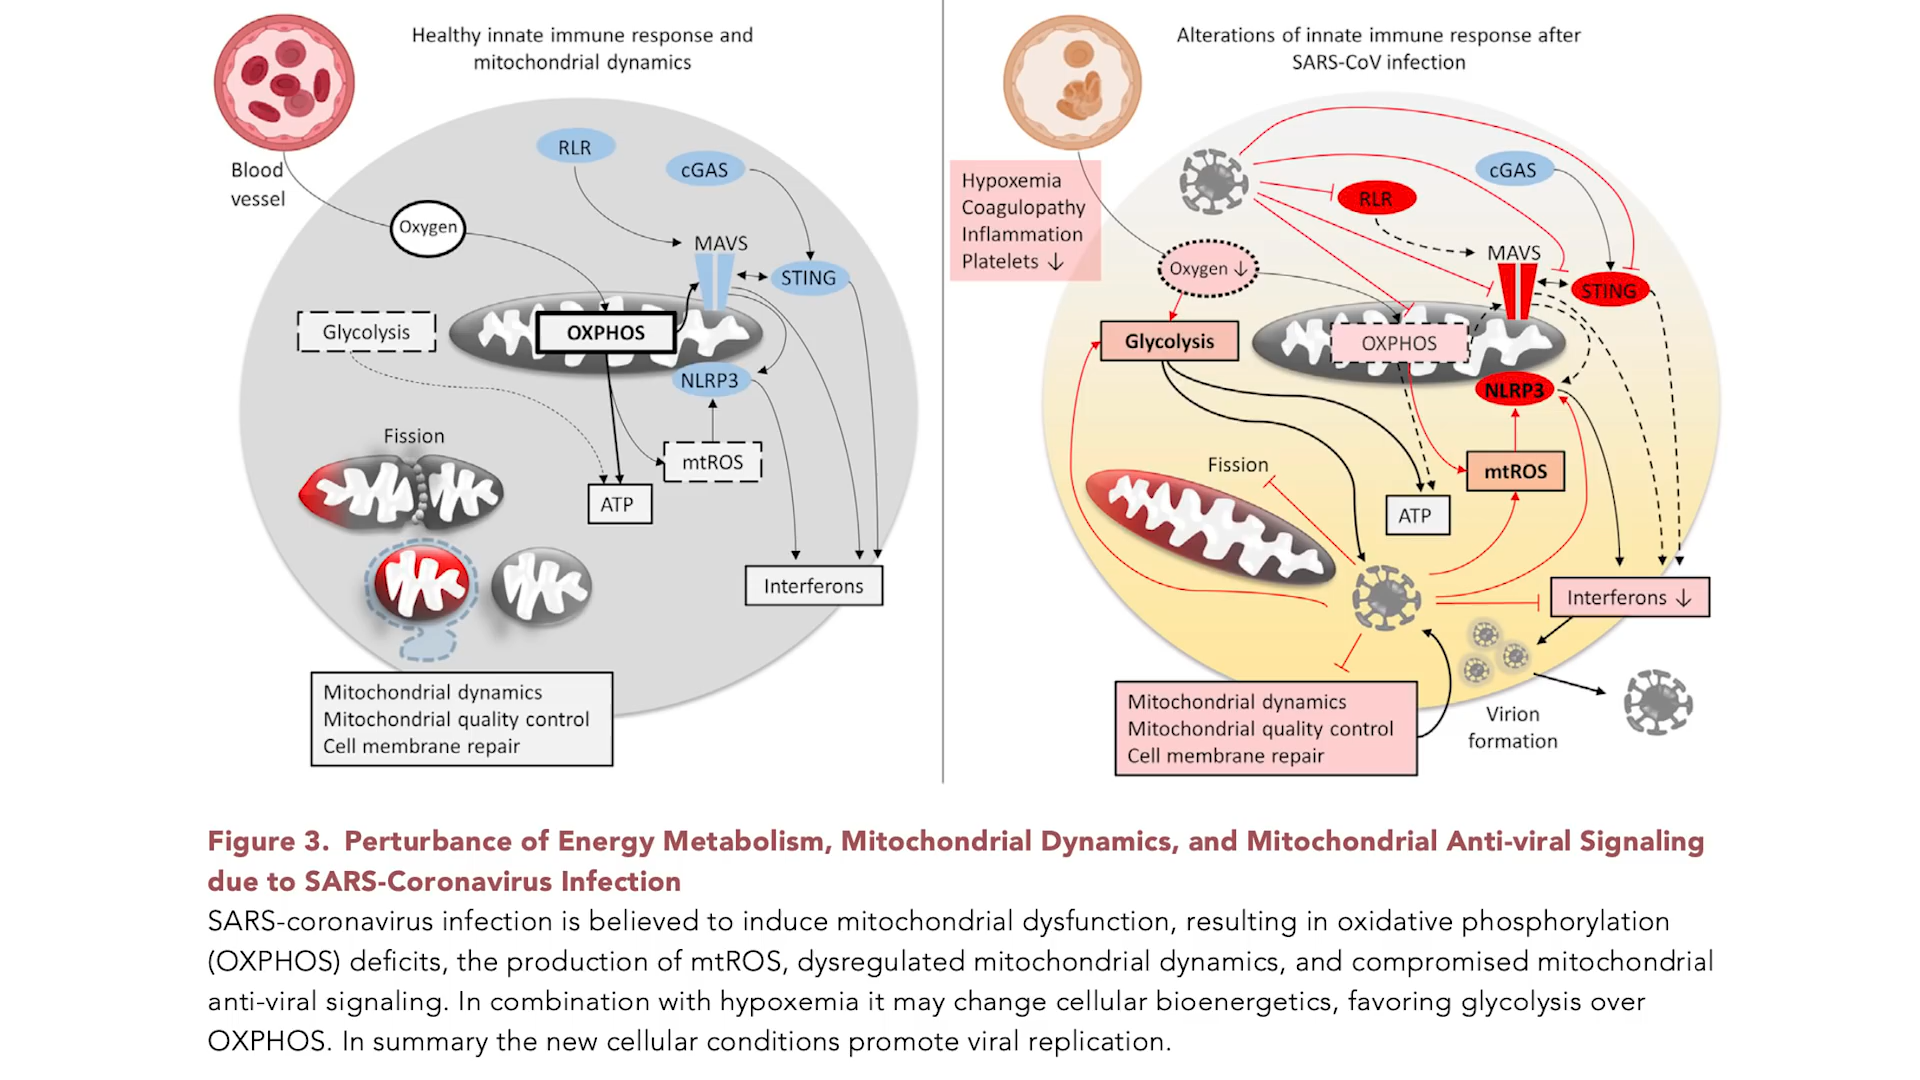 Healthy innate immune response and
mitochondrial dynamics
Blood
vessel
RLR
cGAS
Oxygen
MAVS
STING
Glycolysis
OXPHOS
NLRP3
Fission
mtROS
ATP
Interferons
Mitochondrial dynamics
Mitochondrial quality control
Cell membrane repair
Alterations of innate immune response after
SARS-CoV infection
Hypoxemia
Coagulopathy
Inflammation
Platelets ↓
cGAS
RLR
MAVS
Oxygen ↓
STING
Glycolysis
OXPHOS
NLRP3
Fission
mtROS
ATP
Interferons ↓
Mitochondrial dynamics
Mitochondrial quality control
Cell membrane repair
Virion
formation
Figure 3. Perturbance of Energy Metabolism, Mitochondrial Dynamics, and Mitochondrial Anti-viral Signaling
due to SARS-Coronavirus Infection
SARS-coronavirus infection is believed to induce mitochondrial dysfunction, resulting in oxidative phosphorylation
(OXPHOS) deficits, the production of mtROS, dysregulated mitochondrial dynamics, and compromised mitochondrial
anti-viral signaling. In combination with hypoxemia it may change cellular bioenergetics, favoring glycolysis over
OXPHOS. In summary the new cellular conditions promote viral replication.